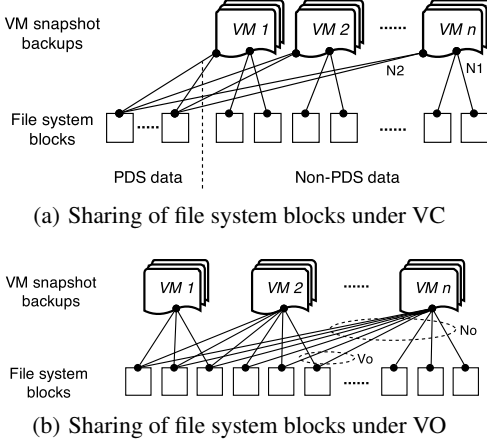 VM snapshot
backups
VM 1
VM 2
......
VM n
N2
N1
File system
blocks
.....
......
PDS data
Non-PDS data
(a) Sharing of file system blocks under VC
VM snapshot
backups
VM 1
VM 2
......
VM n
No
Vo
File system
blocks
......
(b) Sharing of file system blocks under VO